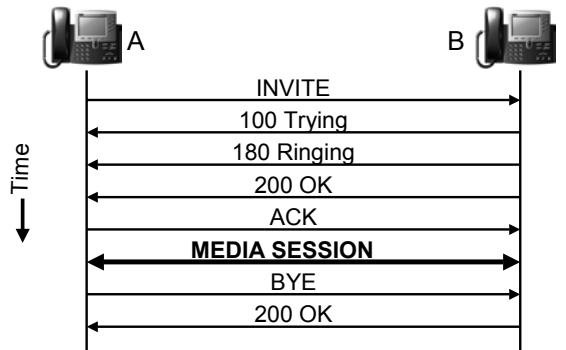 A
B
INVITE
100 Trying
180 Ringing
200 OK
ACK
MEDIA SESSION
BYE
200 OK
Time